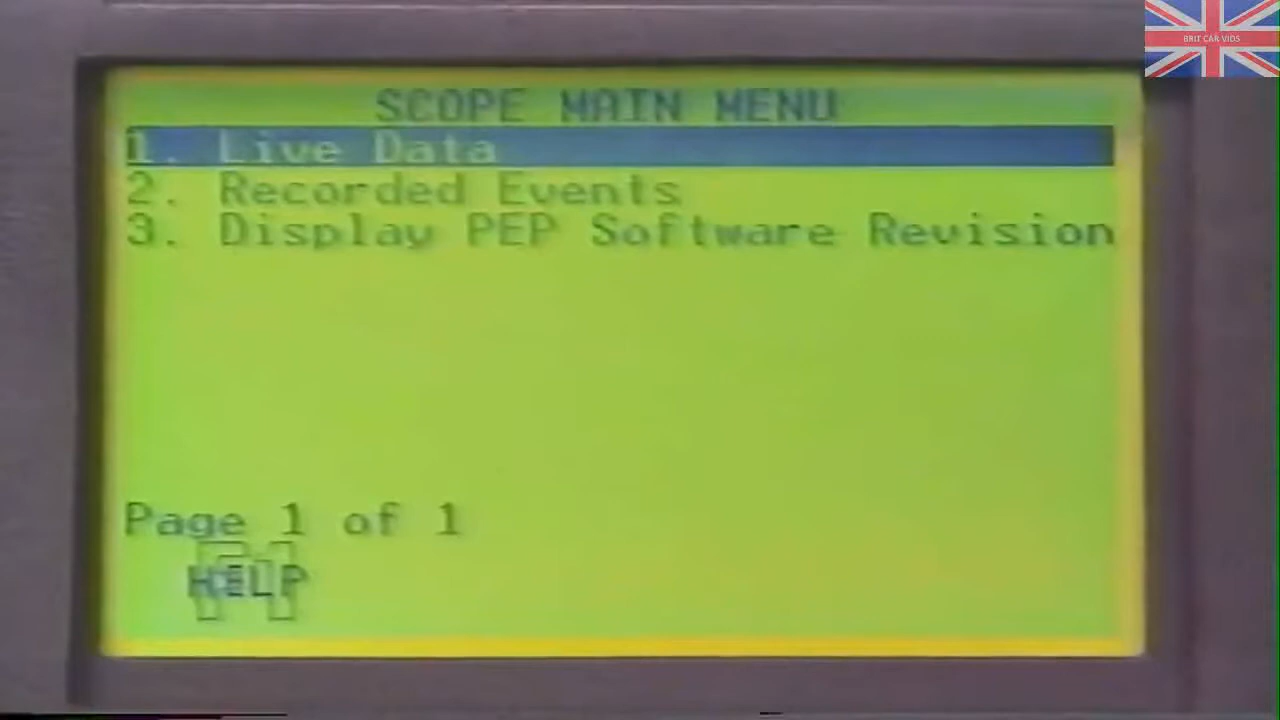 BRIT CAR VIDS
SCOPE MAIN MENU
1. Live Data
2. Recorded Events
3. Display PEP Software Revision
Page 1 of 1
HELP